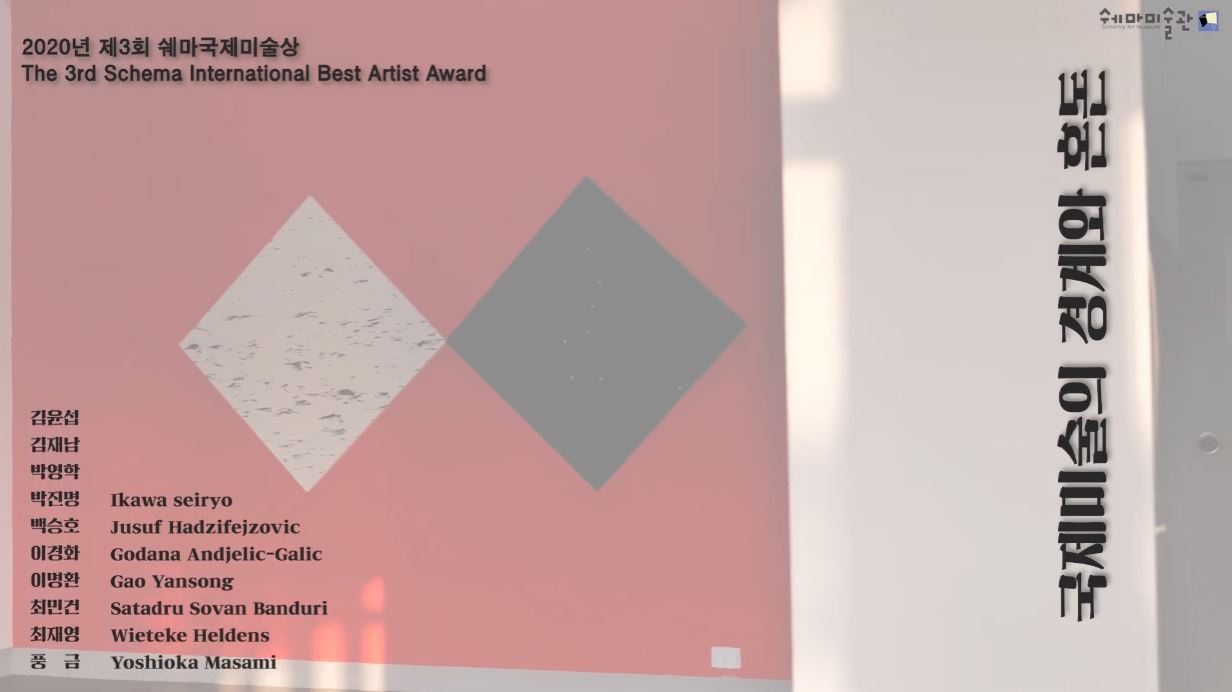 쉐마미술관
Schema Art Museum
2020년 제3회 쉐마국제미술상
The 3rd Schema International Best Artist Award
국제미술의 경계와 혼돈
김윤섭
김재남
박영학
박진명
백승호
이경화
이명환
최민건
최재영
풍 금
Ikawa seiryo
Jusuf Hadzifejzovic
Godana Andjelic-Galic
Gao Yansong
Satadru Sovan Banduri
Wieteke Heldens
Yoshioka Masami